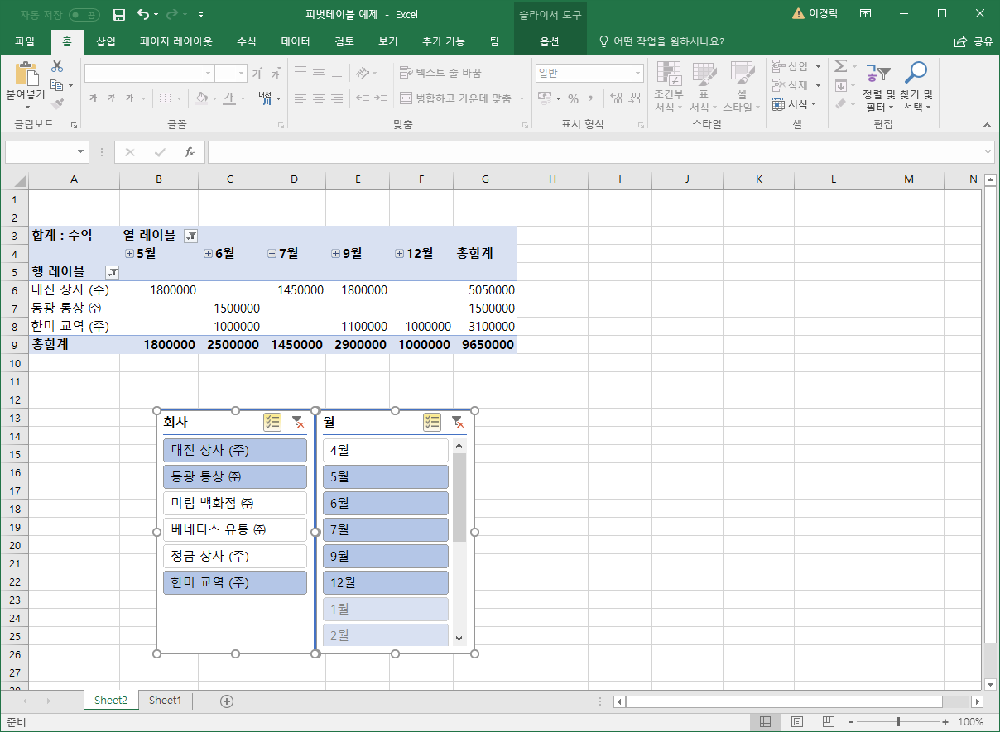 자동 저장 끔 피벗테이블 예제 - Excel 슬라이서 도구 이경락
파일 홈 삽입 페이지 레이아웃 수식 데이터 검토 보기 추가 기능 팀 옵션 어떤 작업을 원하시나요? 공유
붙여넣기
가 가
가 가 가 가 내천
텍스트 줄 바꿈
병합하고 가운데 맞춤
일반
% , .00
조건부 서식
표 서식
셀 스타일
삽입
삭제
서식
정렬 및 필터
찾기 및 선택
클립보드 글꼴 맞춤 표시 형식 스타일 셀 편집
fx
A B C D E F G H I J K L M N
1
2
3 합계 : 수익 열 레이블
4 5월 6월 7월 9월 12월 총합계
5 행 레이블
6 대진 상사 (주) 1800000 1450000 1800000 5050000
7 동광 통상 ㈜ 1500000 1500000
8 한미 교역 (주) 1000000 1100000 1000000 3100000
9 총합계 1800000 2500000 1450000 2900000 1000000 9650000
10
11
12
13
14
15
16
17
18
19
20
21
22
23
24
25
26
27
28
회사
대진 상사 (주)
동광 통상 ㈜
미림 백화점 ㈜
베네디스 유통 ㈜
정금 상사 (주)
한미 교역 (주)
월
4월
5월
6월
7월
9월
12월
1월
2월
Sheet2 Sheet1
준비 100%